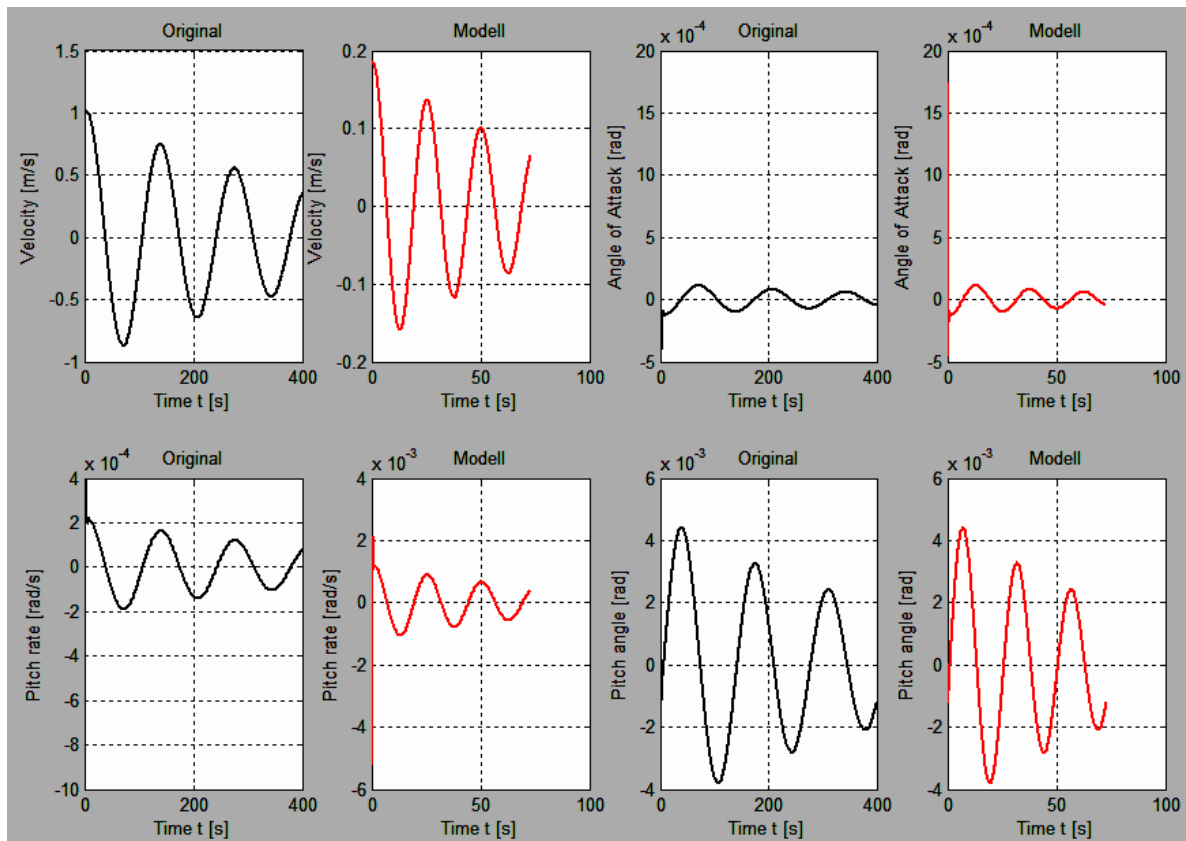 Original
Velocity [m/s]
1.5
1
0.5
0
-0.5
-1
0 200 400
Time t [s]
Modell
Velocity [m/s]
0.2
0.1
0
-0.1
-0.2
0 50 100
Time t [s]
x 10⁻⁴
Original
Angle of Attack [rad]
20
15
10
5
0
-5
0 200 400
Time t [s]
x 10⁻⁴
Modell
Angle of Attack [rad]
20
15
10
5
0
-5
0 50 100
Time t [s]
x 10⁻⁴
Original
Pitch rate [rad/s]
4
2
0
-2
-4
-6
-8
-10
0 200 400
Time t [s]
x 10⁻³
Modell
Pitch rate [rad/s]
4
2
0
-2
-4
-6
0 50 100
Time t [s]
x 10⁻³
Original
Pitch angle [rad]
6
4
2
0
-2
-4
0 200 400
Time t [s]
x 10⁻³
Modell
Pitch angle [rad]
6
4
2
0
-2
-4
0 50 100
Time t [s]